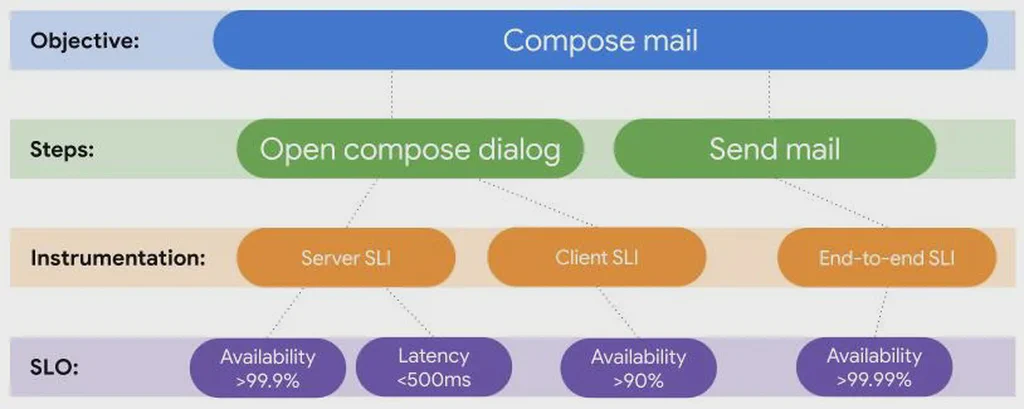 Objective:
Compose mail
Steps:
Open compose dialog
Send mail
Instrumentation:
Server SLI
Client SLI
End-to-end SLI
SLO:
Availability
>99.9%
Latency
<500ms
Availability
>90%
Availability
>99.99%